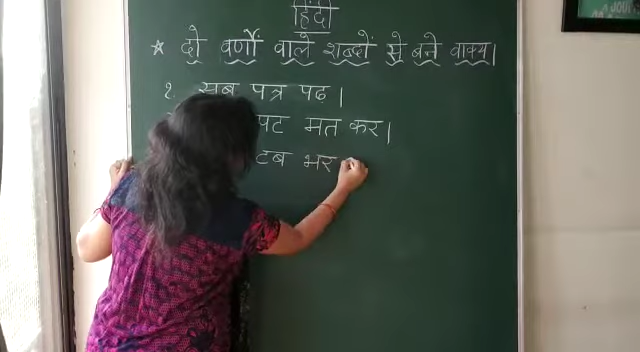 हिंदी
* दो वर्णों वाले शब्दों से बने वाक्य।
१. सब पत्र पढ।
पट मत कर।
टब भर